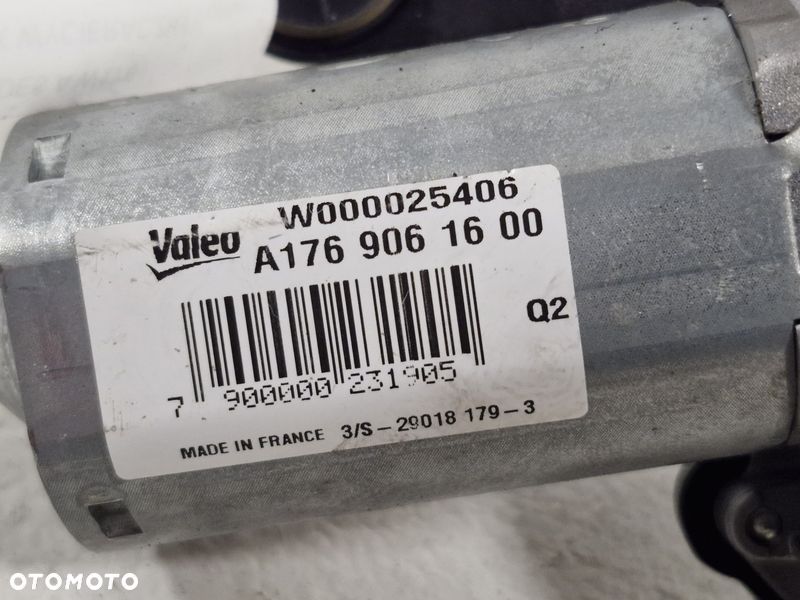 W000025406
Valeo
A176 906 16 00
Q2
7 900000 231905
MADE IN FRANCE 3/S-29018 179-3
OTOMOTO